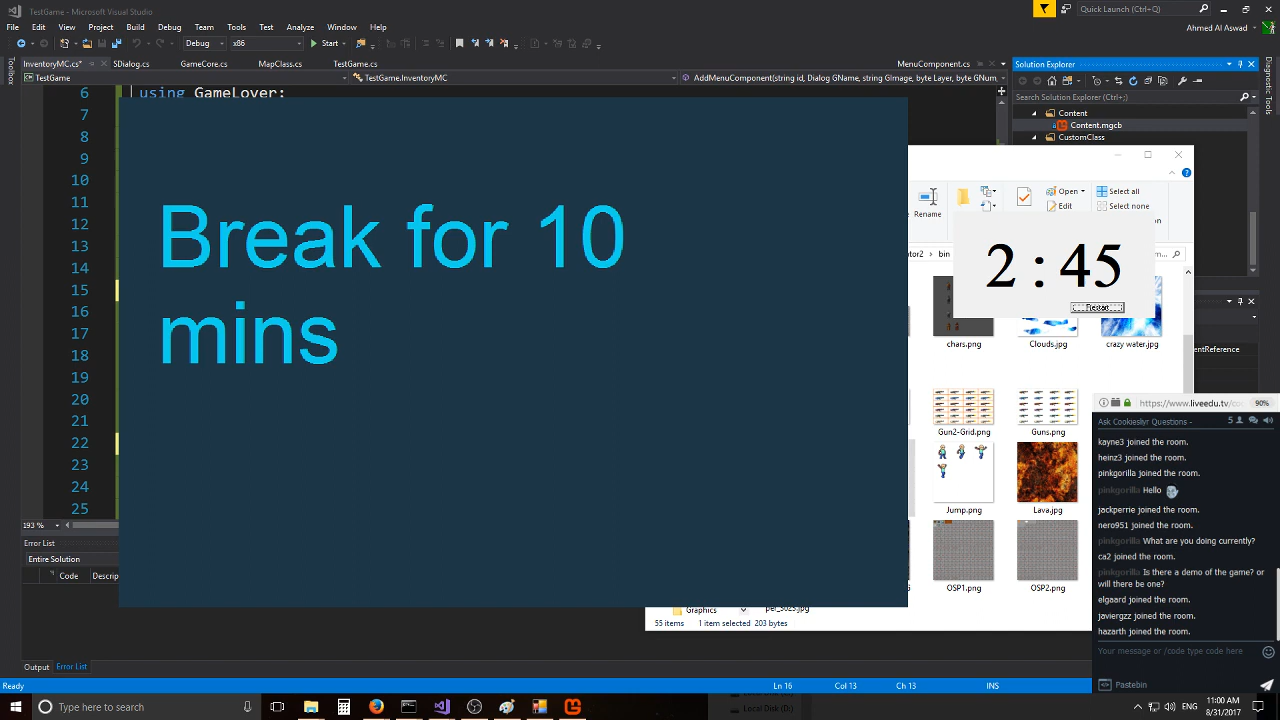 TestGame - Microsoft Visual Studio
Quick Launch (Ctrl+Q)
File Edit View
Analyze Window Help
Ahmed Al Aswad
Debug x86 Start
InventoryMC.cs* SDialog.cs GameCore.cs MapClass.cs TestGame.cs MenuComponent.cs
TestGame TestGame.InventoryMC AddMenuComponent(string id, Dialog GName, string GImage, byte Layer, byte GNum
Toolbox
6 using GameLover;
7
8
9
10
11
12
13
14
15
16
17
18
19
20
21
22
23
24
25
193 %
Break for 10
mins
Solution Explorer
Search Solution Explorer (Ctrl+;)
Content
Content.mgcb
CustomClass
Diagnostic Tools
Rename
Open
Edit
Select all
Select none
ator2 bin
2 : 45
Restart
chars.png Clouds.jpg crazy water.jpg
Gun2-Grid.png Guns.png
Jump.png Lava.jpg
OSP1.png OSP2.png
Graphics
55 items 1 item selected 203 bytes
entReference
https://www.liveedu.tv/co 90%
Ask Cookiesliyr Questions - 5
kayne3 joined the room.
heinz3 joined the room.
pinkgorilla joined the room.
pinkgorilla Hello
jackperrie joined the room.
nero951 joined the room.
pinkgorilla What are you doing currently?
ca2 joined the room.
pinkgorilla Is there a demo of the game? or
will there be one?
elgaard joined the room.
javiergzz joined the room.
hazarth joined the room.
Your message or /code type code here
Pastebin
Error List
Entire Solution
Code Descrip
Output Error List
Ready Ln 16 Col 13 Ch 13 INS
Local Disk (D:)
Type here to search
11:00 AM
8/31/2017